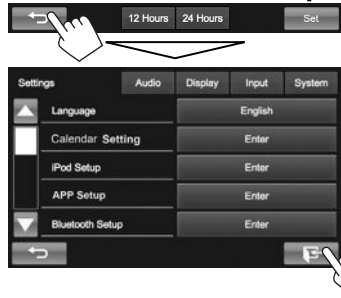 12 Hours 24 Hours Set
Settings Audio Display Input System
Language English
Calendar Setting Enter
iPod Setup Enter
APP Setup Enter
Bluetooth Setup Enter